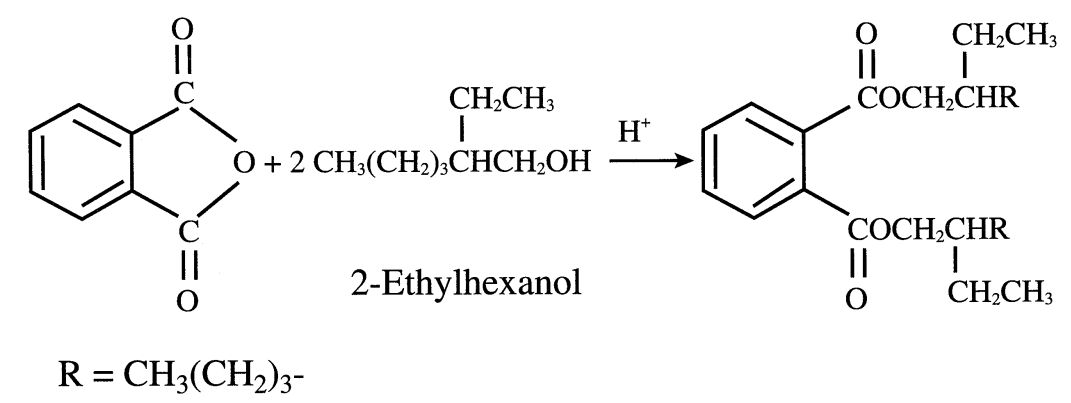 O
C
O + 2 CH₃(CH₂)₃CHCH₂OH
CH₂CH₃
C
O
2-Ethylhexanol
H⁺
O
CH₂CH₃
COCH₂CHR
COCH₂CHR
O
CH₂CH₃
R = CH₃(CH₂)₃-